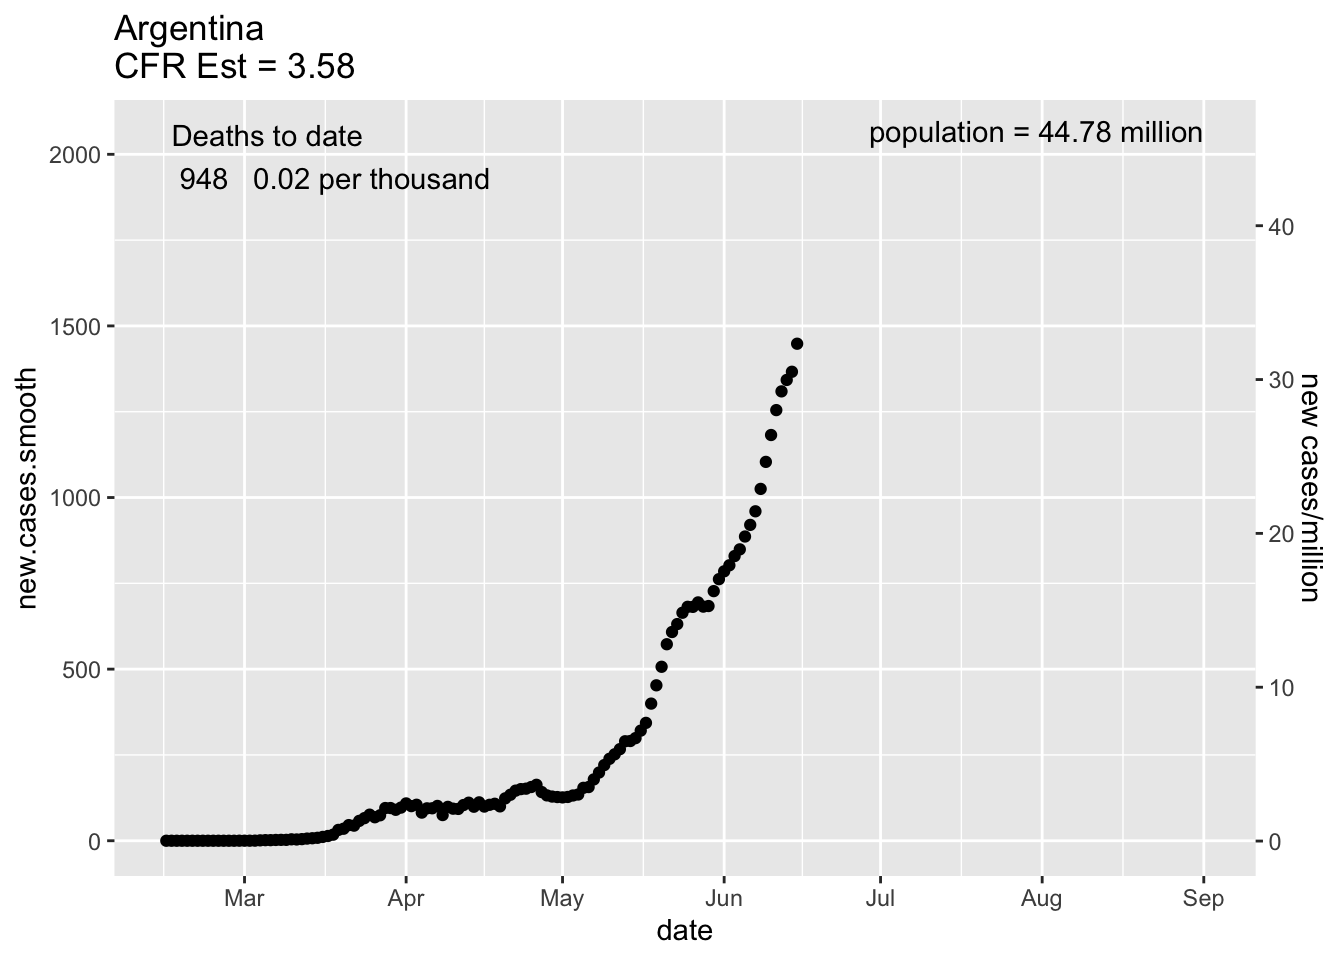 Argentina
CFR Est = 3.58
Deaths to date
948 0.02 per thousand
population = 44.78 million
new.cases.smooth
2000
1500
1000
500
0
40
30
20
10
0
new cases/million
Mar Apr May Jun Jul Aug Sep
date